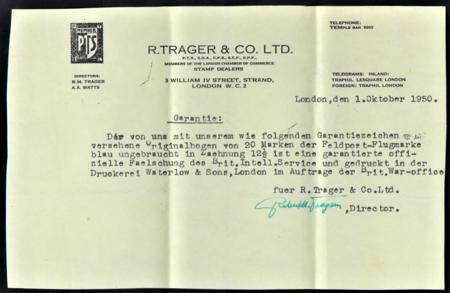 MEMBER
PTS
DIRECTORS:
R.M. TRAGER
A.A. WATTS
R. TRAGER & CO. LTD.
MEMBERS OF THE LONDON CHAMBER OF COMMERCE
STAMP DEALERS
3 WILLIAM IV STREET, STRAND,
LONDON W.C. 2
TELEPHONE:
TEMPLE BAR
TELEGRAMS: INLAND:
TRAPHIL LESQUARE LONDON
FOREIGN: TRAPHIL LONDON
London, den 1.Oktober 1950.
Garantie:
Der von uns mit unserem wie folgenden Garantiezeichen
versehene Originalbogen von 20 Marken der Feldpost-Flugmarke
blau ungebraucht in Zaehnung 12½ ist eine garantierte offi-
zielle Faelschung des Brit.Intell.Service und gedruckt in der
Druckerei Waterlow & Sons, London im Auftrage der Brit.War-office
fuer R. Trager & Co.Ltd.
,Director.